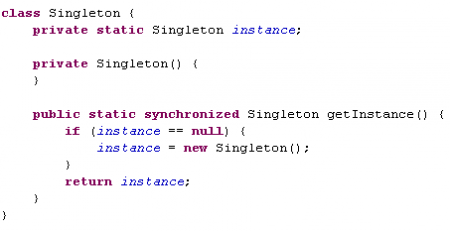 class Singleton {
    private static Singleton instance;

    private Singleton() {
    }

    public static synchronized Singleton getInstance() {
        if (instance == null) {
            instance = new Singleton();
        }
        return instance;
    }
}